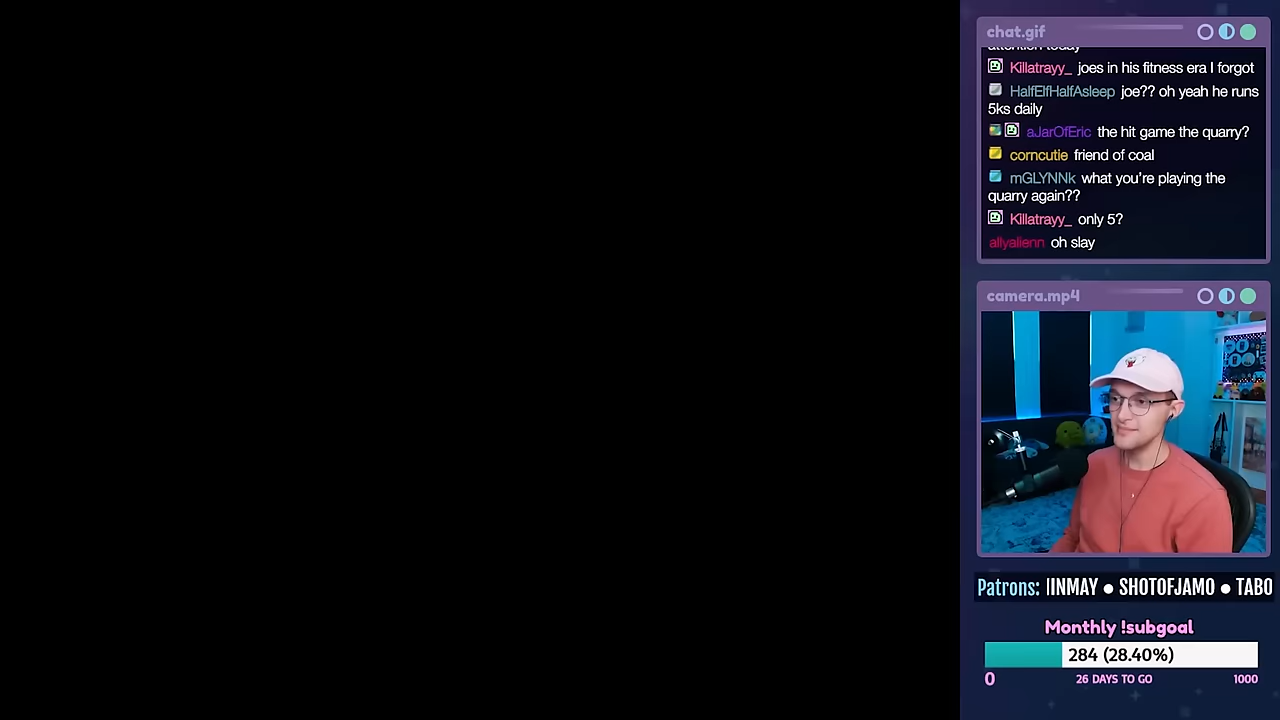 chat.gif
attention today
Killatrayy_ joes in his fitness era I forgot
HalfElfHalfAsleep joe?? oh yeah he runs
5ks daily
aJarOfEric the hit game the quarry?
corncutie friend of coal
mGLYNNk what you're playing the
quarry again??
Killatrayy_ only 5?
allyalienn oh slay
camera.mp4
Patrons: IINMAY ● SHOTOFJAMO ● TABO
Monthly !subgoal
284 (28.40%)
0 26 DAYS TO GO 1000